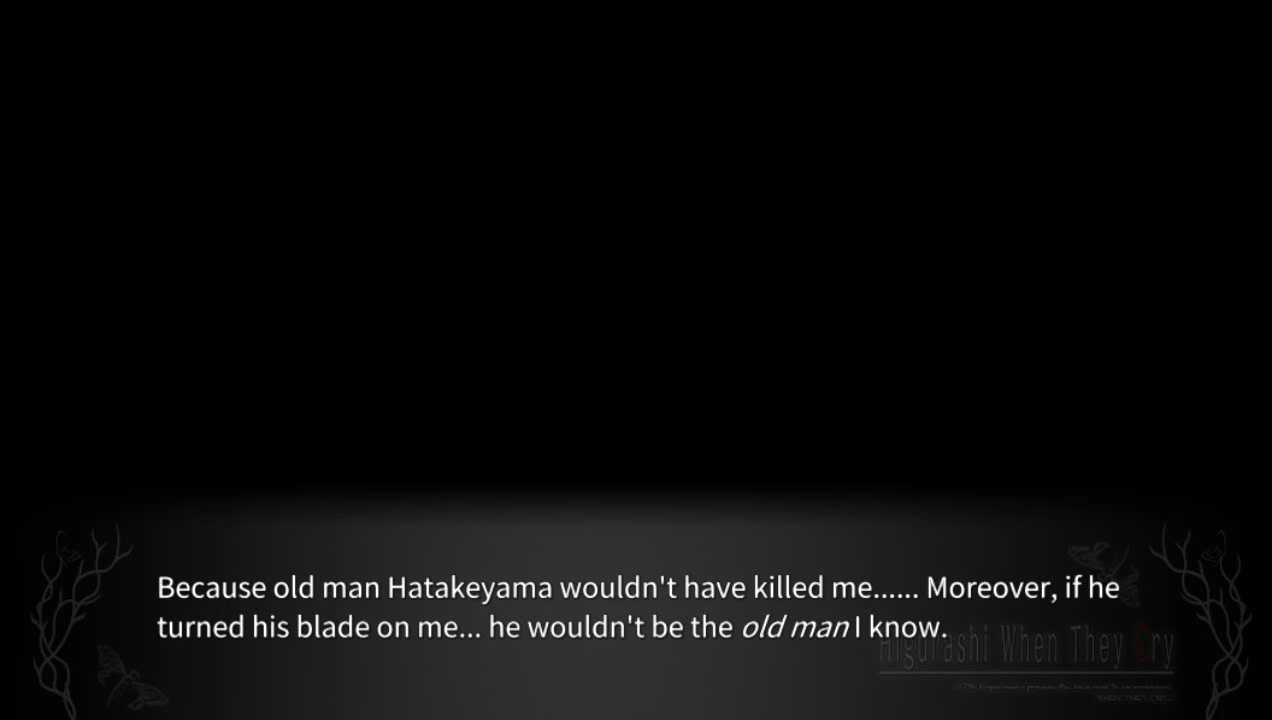 Because old man Hatakeyama wouldn't have killed me...... Moreover, if he
turned his blade on me... he wouldn't be the old man I know.
Higurashi When They Cry